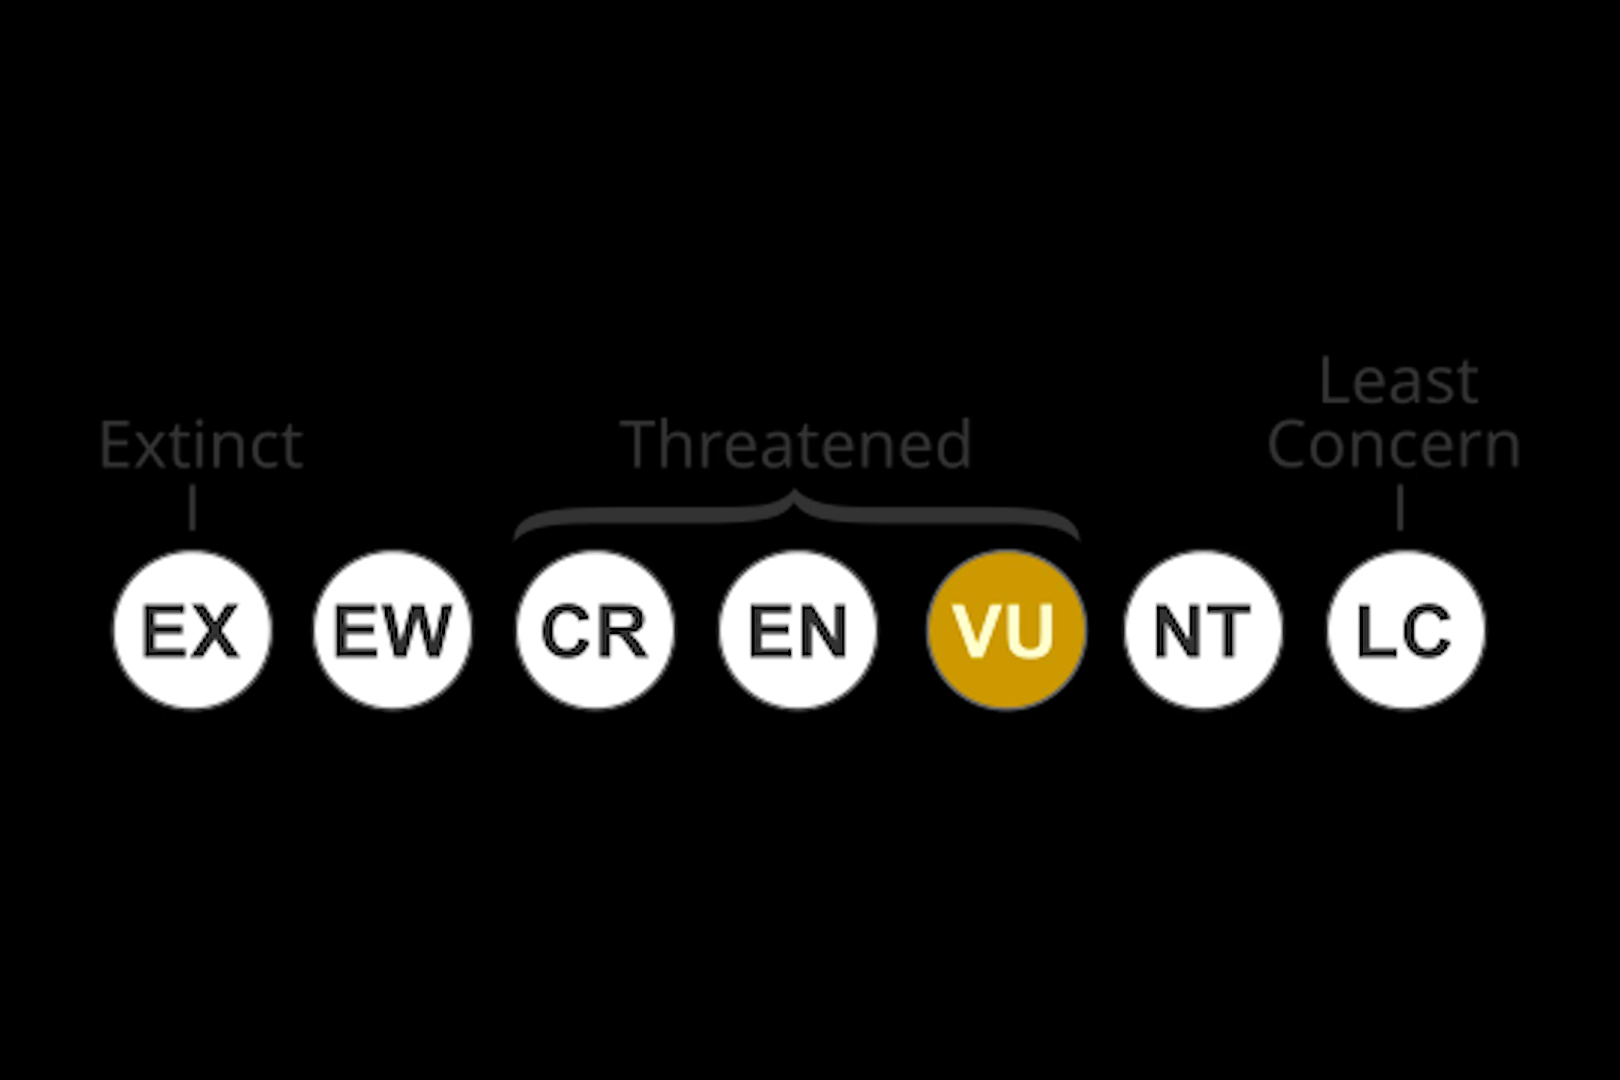 Extinct
Threatened
Least
Concern
EX EW CR EN VU NT LC